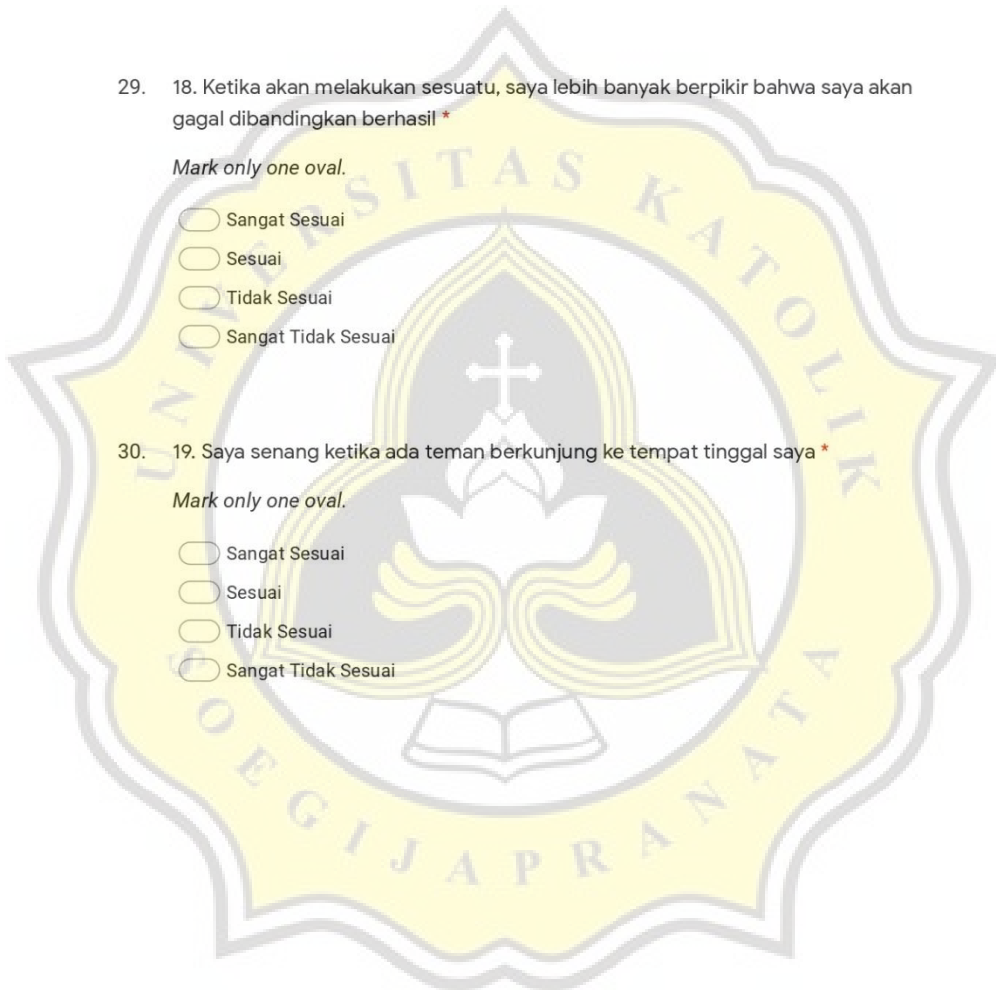 29. 18. Ketika akan melakukan sesuatu, saya lebih banyak berpikir bahwa saya akan
gagal dibandingkan berhasil *
Mark only one oval.
Sangat Sesuai
Sesuai
Tidak Sesuai
Sangat Tidak Sesuai
30. 19. Saya senang ketika ada teman berkunjung ke tempat tinggal saya *
Mark only one oval.
Sangat Sesuai
Sesuai
Tidak Sesuai
Sangat Tidak Sesuai
UNIVERSITAS KATOLIK
SOEGIJAPRANATA